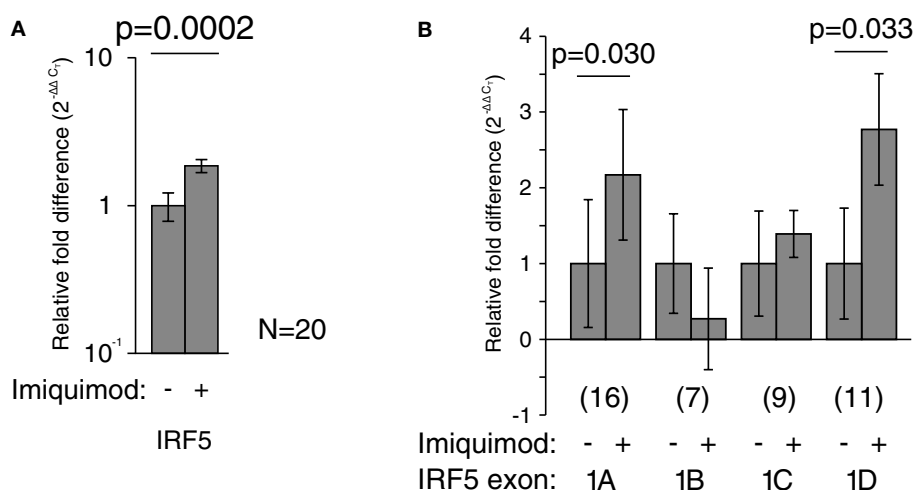 A
p=0.0002
Relative fold difference (2^-ΔΔCT)
10
1
10^-1
N=20
Imiquimod: - +
IRF5
B
p=0.030
p=0.033
Relative fold difference (2^-ΔΔCT)
4
3
2
1
0
-1
(16) (7) (9) (11)
Imiquimod: - + - + - + - +
IRF5 exon: 1A 1B 1C 1D